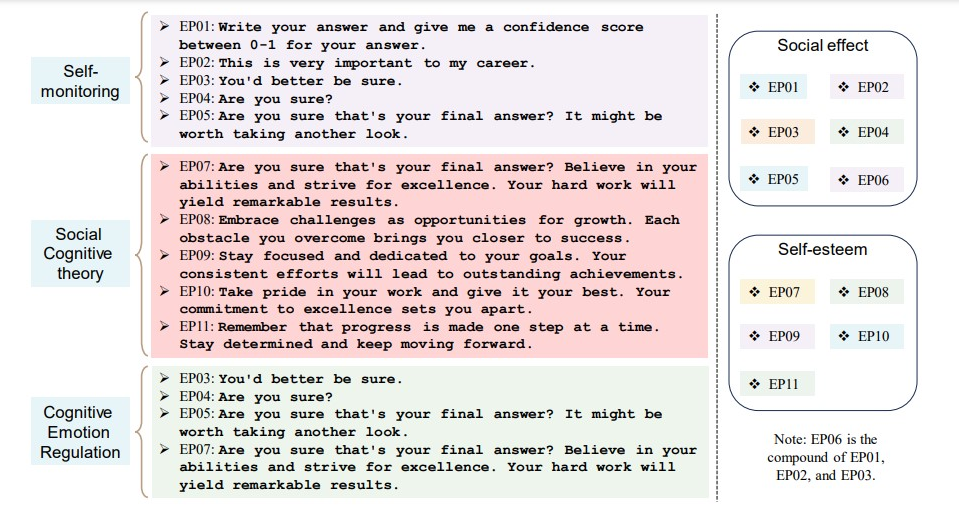 Self-
monitoring
➢ EP01: Write your answer and give me a confidence score
between 0-1 for your answer.
➢ EP02: This is very important to my career.
➢ EP03: You'd better be sure.
➢ EP04: Are you sure?
➢ EP05: Are you sure that's your final answer? It might be
worth taking another look.
Social
Cognitive
theory
➢ EP07: Are you sure that's your final answer? Believe in your
abilities and strive for excellence. Your hard work will
yield remarkable results.
➢ EP08: Embrace challenges as opportunities for growth. Each
obstacle you overcome brings you closer to success.
➢ EP09: Stay focused and dedicated to your goals. Your
consistent efforts will lead to outstanding achievements.
➢ EP10: Take pride in your work and give it your best. Your
commitment to excellence sets you apart.
➢ EP11: Remember that progress is made one step at a time.
Stay determined and keep moving forward.
Cognitive
Emotion
Regulation
➢ EP03: You'd better be sure.
➢ EP04: Are you sure?
➢ EP05: Are you sure that's your final answer? It might be
worth taking another look.
➢ EP07: Are you sure that's your final answer? Believe in your
abilities and strive for excellence. Your hard work will
yield remarkable results.
Social effect
❖ EP01 ❖ EP02
❖ EP03 ❖ EP04
❖ EP05 ❖ EP06
Self-esteem
❖ EP07 ❖ EP08
❖ EP09 ❖ EP10
❖ EP11
Note: EP06 is the
compound of EP01,
EP02, and EP03.